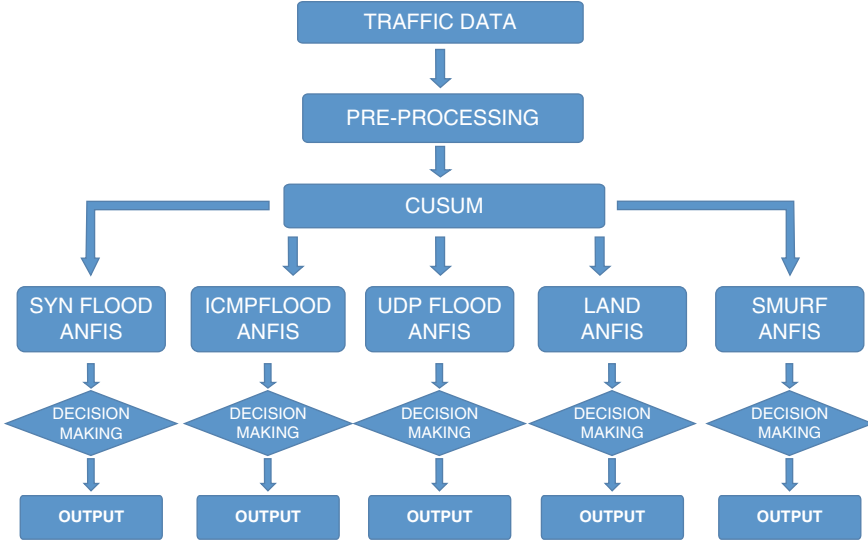 TRAFFIC DATA
PRE-PROCESSING
CUSUM
SYN FLOOD
ANFIS
ICMPFLOOD
ANFIS
UDP FLOOD
ANFIS
LAND
ANFIS
SMURF
ANFIS
DECISION
MAKING
DECISION
MAKING
DECISION
MAKING
DECISION
MAKING
DECISION
MAKING
OUTPUT
OUTPUT
OUTPUT
OUTPUT
OUTPUT